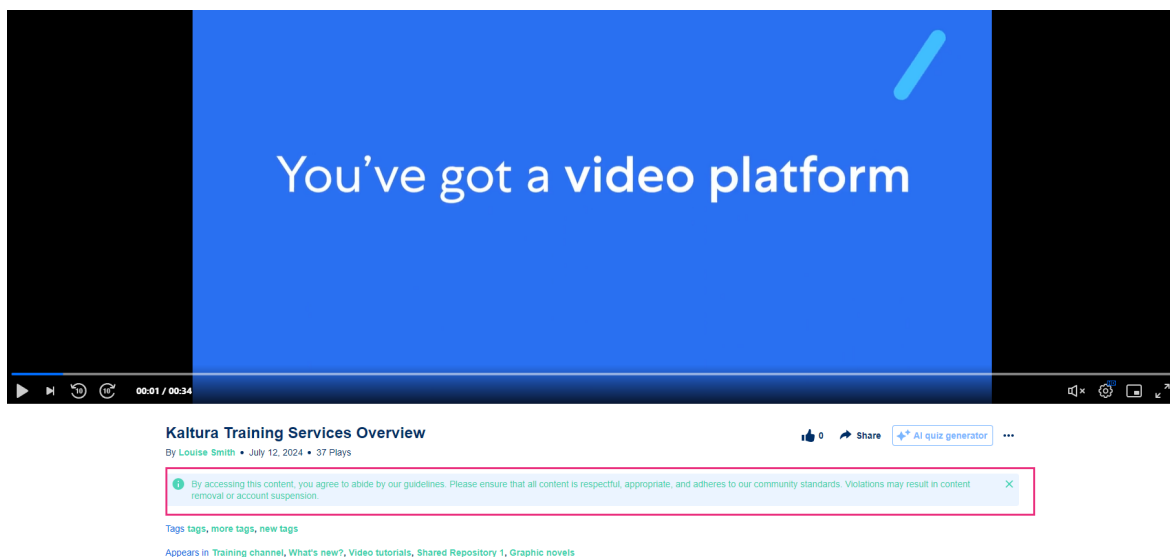 You've got a video platform
10 10 00:01 / 00:34
Kaltura Training Services Overview
0 Share AI quiz generator
By Louise Smith • July 12, 2024 • 37 Plays
By accessing this content, you agree to abide by our guidelines. Please ensure that all content is respectful, appropriate, and adheres to our community standards. Violations may result in content
removal or account suspension.
Tags tags, more tags, new tags
Appears in Training channel, What's new?, Video tutorials, Shared Repository 1, Graphic novels